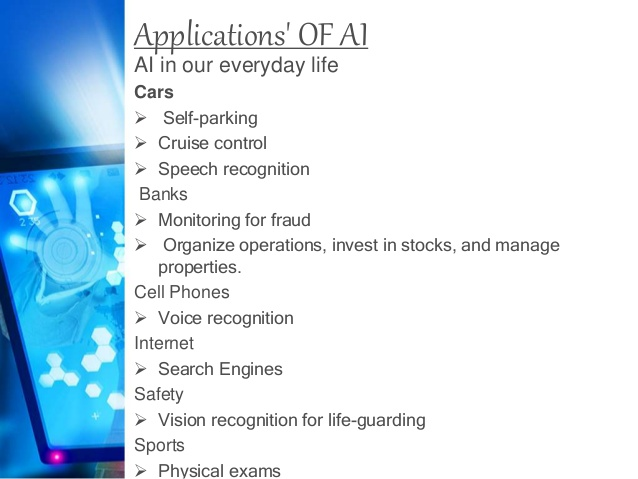 Applications' OF AI
AI in our everyday life
Cars
➢ Self-parking
➢ Cruise control
➢ Speech recognition
Banks
➢ Monitoring for fraud
➢ Organize operations, invest in stocks, and manage
properties.
Cell Phones
➢ Voice recognition
Internet
➢ Search Engines
Safety
➢ Vision recognition for life-guarding
Sports
➢ Physical exams